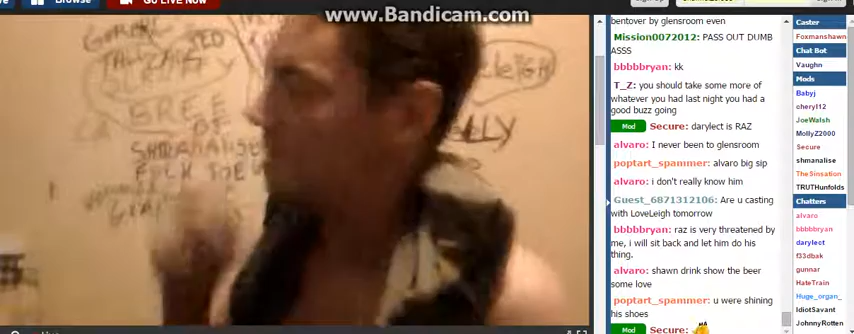 Browse
GO LIVE NOW
www.Bandicam.com
bentover by glensroom even
Mission0072012: PASS OUT DUMB
ASSS
bbbbbryan: kk
T_Z: you should take some more of
whatever you had last night you had a
good buzz going
Mod Secure: darylect is RAZ
alvaro: I never been to glensroom
poptart_spammer: alvaro big sip
alvaro: i don't really know him
Guest_6871312106: Are u casting
with LoveLeigh tomorrow
bbbbbryan: raz is very threatened by
me, i will sit back and let him do his
thing.
alvaro: shawn drink show the beer
some love
poptart_spammer: u were shining
his shoes
Mod Secure:
Caster
Foxmanshawn
Chat Bot
Vaughn
Mods
Babyj
cheryl12
JoeWalsh
MollyZ2000
Secure
shmanalise
TheSinsation
TRUTHunfolds
Chatters
alvaro
bbbbbryan
darylect
f33dbak
gunnar
HateTrain
Huge_organ_
IdiotSavant
JohnnyRotten